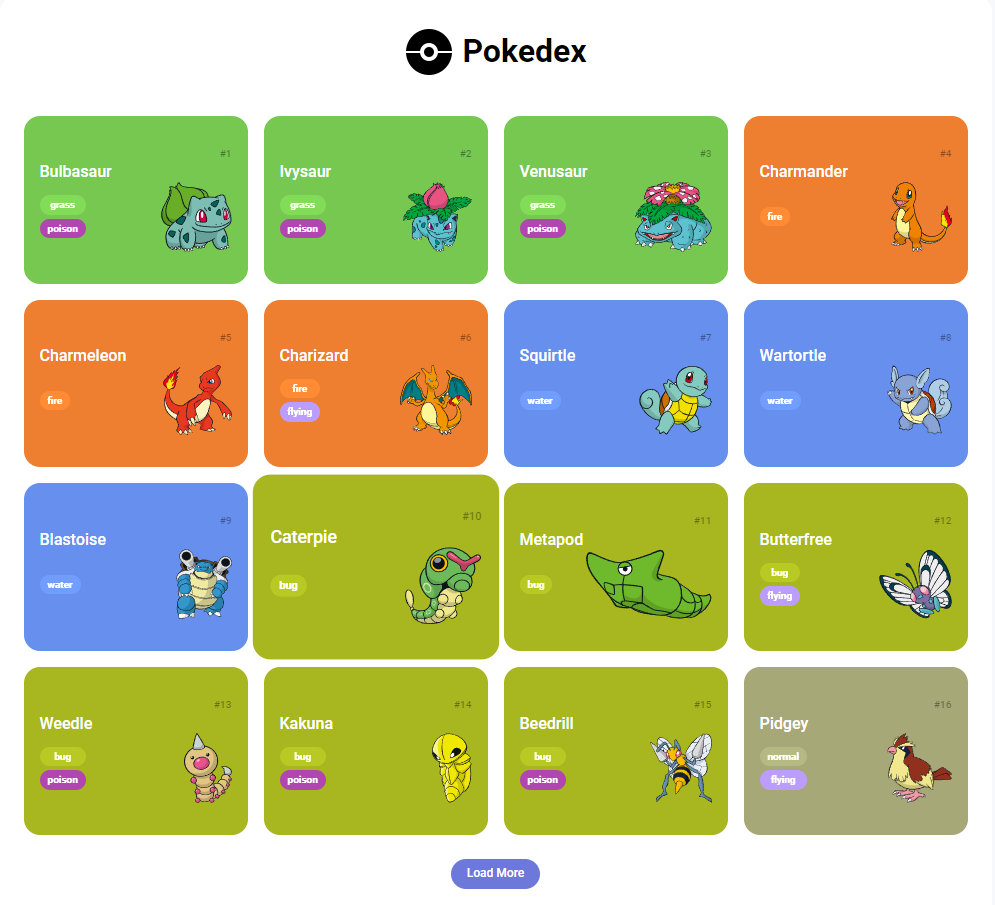 Pokedex
#1
Bulbasaur
grass
poison
#2
Ivysaur
grass
poison
#3
Venusaur
grass
poison
#4
Charmander
fire
#5
Charmeleon
fire
#6
Charizard
fire
flying
#7
Squirtle
water
#8
Wartortle
water
#9
Blastoise
water
#10
Caterpie
bug
#11
Metapod
bug
#12
Butterfree
bug
flying
#13
Weedle
bug
poison
#14
Kakuna
bug
poison
#15
Beedrill
bug
poison
#16
Pidgey
normal
flying
Load More